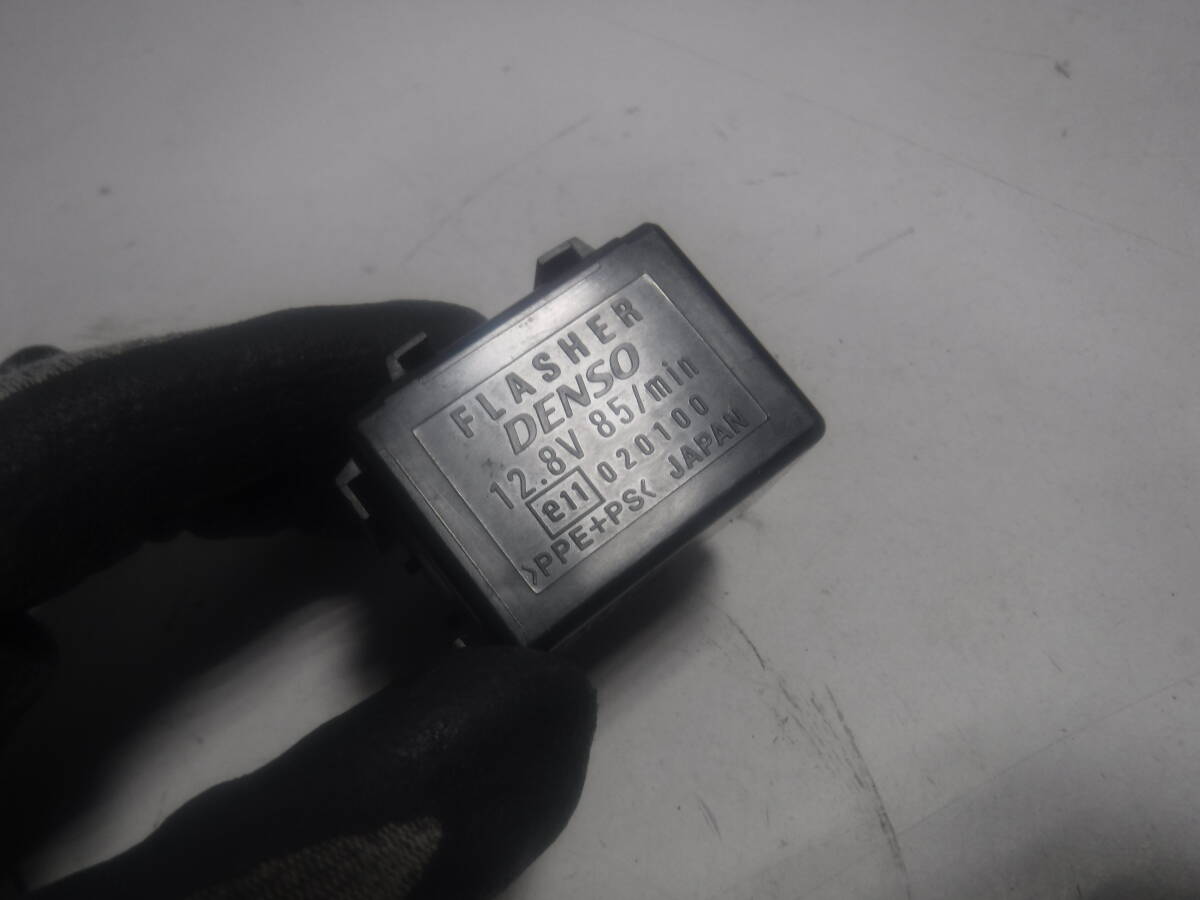 FLASHER
DENSO
12.8V 85/min
e11 020100
>PPE+PS< JAPAN